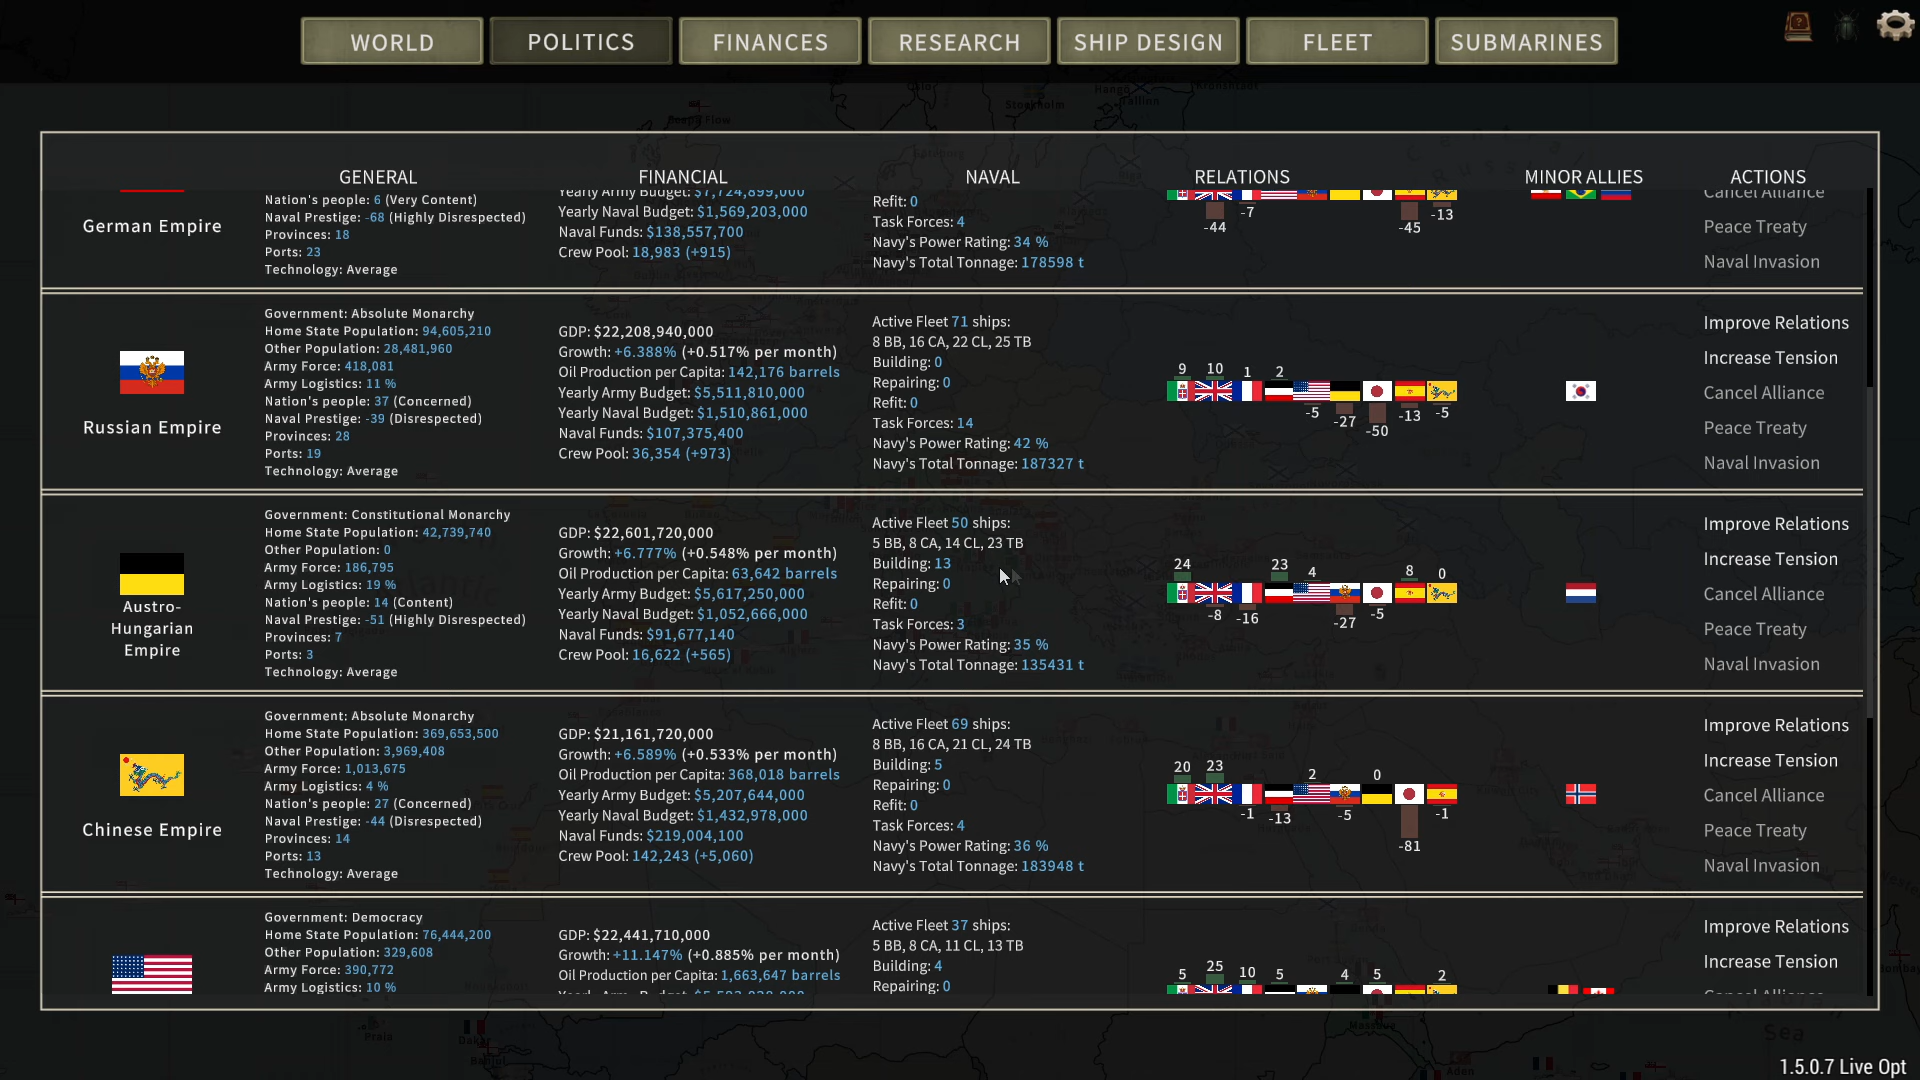 WORLD
POLITICS
FINANCES
RESEARCH
SHIP DESIGN
FLEET
SUBMARINES
GENERAL
FINANCIAL
NAVAL
RELATIONS
MINOR ALLIES
ACTIONS
German Empire
Nation's people: 6 (Very Content)
Naval Prestige: -68 (Highly Disrespected)
Provinces: 18
Ports: 23
Technology: Average
Yearly Army Budget: $7,724,899,000
Yearly Naval Budget: $1,569,203,000
Naval Funds: $138,557,700
Crew Pool: 18,983 (+915)
Refit: 0
Task Forces: 4
Navy's Power Rating: 34 %
Navy's Total Tonnage: 178598 t
-44
-7
-45
-13
Cancel Alliance
Peace Treaty
Naval Invasion
Russian Empire
Government: Absolute Monarchy
Home State Population: 94,605,210
Other Population: 28,481,960
Army Force: 418,081
Army Logistics: 11 %
Nation's people: 37 (Concerned)
Naval Prestige: -39 (Disrespected)
Provinces: 28
Ports: 19
Technology: Average
GDP: $22,208,940,000
Growth: +6.388% (+0.517% per month)
Oil Production per Capita: 142,176 barrels
Yearly Army Budget: $5,511,810,000
Yearly Naval Budget: $1,510,861,000
Naval Funds: $107,375,400
Crew Pool: 36,354 (+973)
Active Fleet 71 ships:
8 BB, 16 CA, 22 CL, 25 TB
Building: 0
Repairing: 0
Refit: 0
Task Forces: 14
Navy's Power Rating: 42 %
Navy's Total Tonnage: 187327 t
9
10
1
2
-5
-27
-50
-13
-5
Improve Relations
Increase Tension
Cancel Alliance
Peace Treaty
Naval Invasion
Austro-
Hungarian
Empire
Government: Constitutional Monarchy
Home State Population: 42,739,740
Other Population: 0
Army Force: 186,795
Army Logistics: 19 %
Nation's people: 14 (Content)
Naval Prestige: -51 (Highly Disrespected)
Provinces: 7
Ports: 3
Technology: Average
GDP: $22,601,720,000
Growth: +6.777% (+0.548% per month)
Oil Production per Capita: 63,642 barrels
Yearly Army Budget: $5,617,250,000
Yearly Naval Budget: $1,052,666,000
Naval Funds: $91,677,140
Crew Pool: 16,622 (+565)
Active Fleet 50 ships:
5 BB, 8 CA, 14 CL, 23 TB
Building: 13
Repairing: 0
Refit: 0
Task Forces: 3
Navy's Power Rating: 35 %
Navy's Total Tonnage: 135431 t
24
23
4
8
0
-8
-16
-27
-5
Improve Relations
Increase Tension
Cancel Alliance
Peace Treaty
Naval Invasion
Chinese Empire
Government: Absolute Monarchy
Home State Population: 369,653,500
Other Population: 3,969,408
Army Force: 1,013,675
Army Logistics: 4 %
Nation's people: 27 (Concerned)
Naval Prestige: -44 (Disrespected)
Provinces: 14
Ports: 13
Technology: Average
GDP: $21,161,720,000
Growth: +6.589% (+0.533% per month)
Oil Production per Capita: 368,018 barrels
Yearly Army Budget: $5,207,644,000
Yearly Naval Budget: $1,432,978,000
Naval Funds: $219,004,100
Crew Pool: 142,243 (+5,060)
Active Fleet 69 ships:
8 BB, 16 CA, 21 CL, 24 TB
Building: 5
Repairing: 0
Refit: 0
Task Forces: 4
Navy's Power Rating: 36 %
Navy's Total Tonnage: 183948 t
20
23
2
0
-1
-13
-5
-81
-1
Improve Relations
Increase Tension
Cancel Alliance
Peace Treaty
Naval Invasion
Government: Democracy
Home State Population: 76,444,200
Other Population: 329,608
Army Force: 390,772
Army Logistics: 10 %
GDP: $22,441,710,000
Growth: +11.147% (+0.885% per month)
Oil Production per Capita: 1,663,647 barrels
Active Fleet 37 ships:
5 BB, 8 CA, 11 CL, 13 TB
Building: 4
Repairing: 0
5
25
10
5
4
5
2
Improve Relations
Increase Tension
Cancel Alliance
Stockholm
Tallinn
Praia
Dakar
Banjul
Massaue
Aden
Sea
1.5.0.7 Live Opt